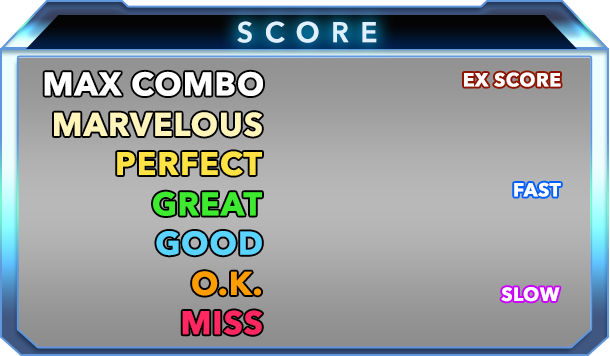 SCORE
MAX COMBO
EX SCORE
MARVELOUS
PERFECT
FAST
GREAT
GOOD
O.K.
SLOW
MISS